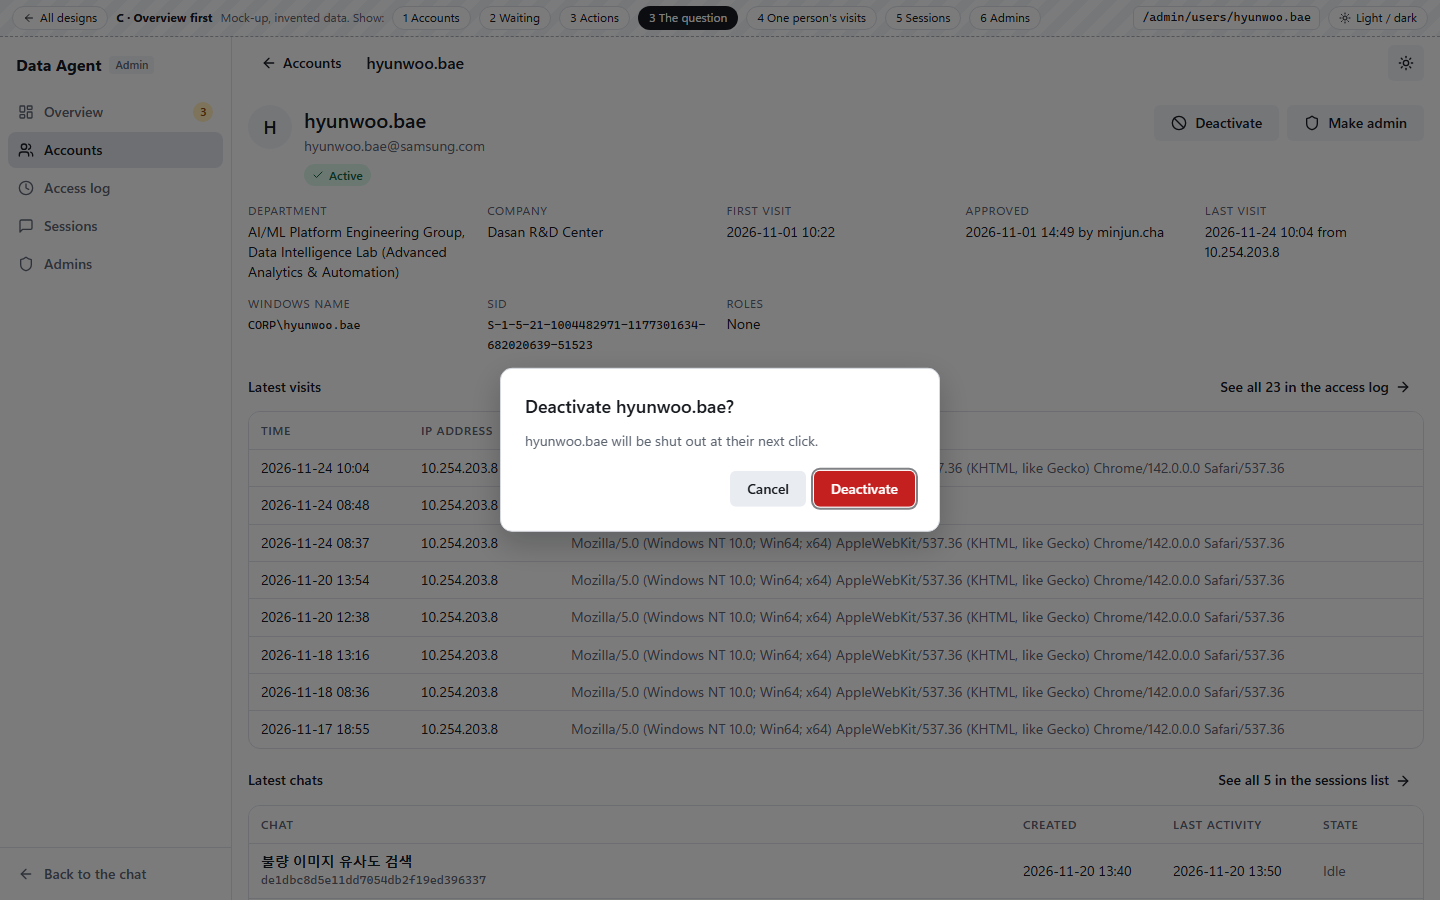 All designs
C · Overview first
Mock-up, invented data. Show:
1 Accounts
2 Waiting
3 Actions
3 The question
4 One person's visits
5 Sessions
6 Admins
/admin/users/hyunwoo.bae
Light / dark
Data Agent
Admin
Overview
3
Accounts
Access log
Sessions
Admins
Back to the chat
Accounts
hyunwoo.bae
H
hyunwoo.bae
hyunwoo.bae@samsung.com
Active
Deactivate
Make admin
DEPARTMENT
AI/ML Platform Engineering Group,
Data Intelligence Lab (Advanced
Analytics & Automation)
COMPANY
Dasan R&D Center
FIRST VISIT
2026-11-01 10:22
APPROVED
2026-11-01 14:49 by minjun.cha
LAST VISIT
2026-11-24 10:04 from
10.254.203.8
WINDOWS NAME
CORP\hyunwoo.bae
SID
S-1-5-21-1004482971-1177301634-
682020639-51523
ROLES
None
Latest visits
See all 23 in the access log
TIME
IP ADDRESS
2026-11-24 10:04 10.254.203.8 7.36 (KHTML, like Gecko) Chrome/142.0.0.0 Safari/537.36
2026-11-24 08:48 10.254.203.8
2026-11-24 08:37 10.254.203.8 Mozilla/5.0 (Windows NT 10.0; Win64; x64) AppleWebKit/537.36 (KHTML, like Gecko) Chrome/142.0.0.0 Safari/537.36
2026-11-20 13:54 10.254.203.8 Mozilla/5.0 (Windows NT 10.0; Win64; x64) AppleWebKit/537.36 (KHTML, like Gecko) Chrome/142.0.0.0 Safari/537.36
2026-11-20 12:38 10.254.203.8 Mozilla/5.0 (Windows NT 10.0; Win64; x64) AppleWebKit/537.36 (KHTML, like Gecko) Chrome/142.0.0.0 Safari/537.36
2026-11-18 13:16 10.254.203.8 Mozilla/5.0 (Windows NT 10.0; Win64; x64) AppleWebKit/537.36 (KHTML, like Gecko) Chrome/142.0.0.0 Safari/537.36
2026-11-18 08:36 10.254.203.8 Mozilla/5.0 (Windows NT 10.0; Win64; x64) AppleWebKit/537.36 (KHTML, like Gecko) Chrome/142.0.0.0 Safari/537.36
2026-11-17 18:55 10.254.203.8 Mozilla/5.0 (Windows NT 10.0; Win64; x64) AppleWebKit/537.36 (KHTML, like Gecko) Chrome/142.0.0.0 Safari/537.36
Deactivate hyunwoo.bae?
hyunwoo.bae will be shut out at their next click.
Cancel
Deactivate
Latest chats
See all 5 in the sessions list
CHAT
CREATED
LAST ACTIVITY
STATE
불량 이미지 유사도 검색
de1dbc8d5e11dd7054db2f19ed396337
2026-11-20 13:40
2026-11-20 13:50
Idle